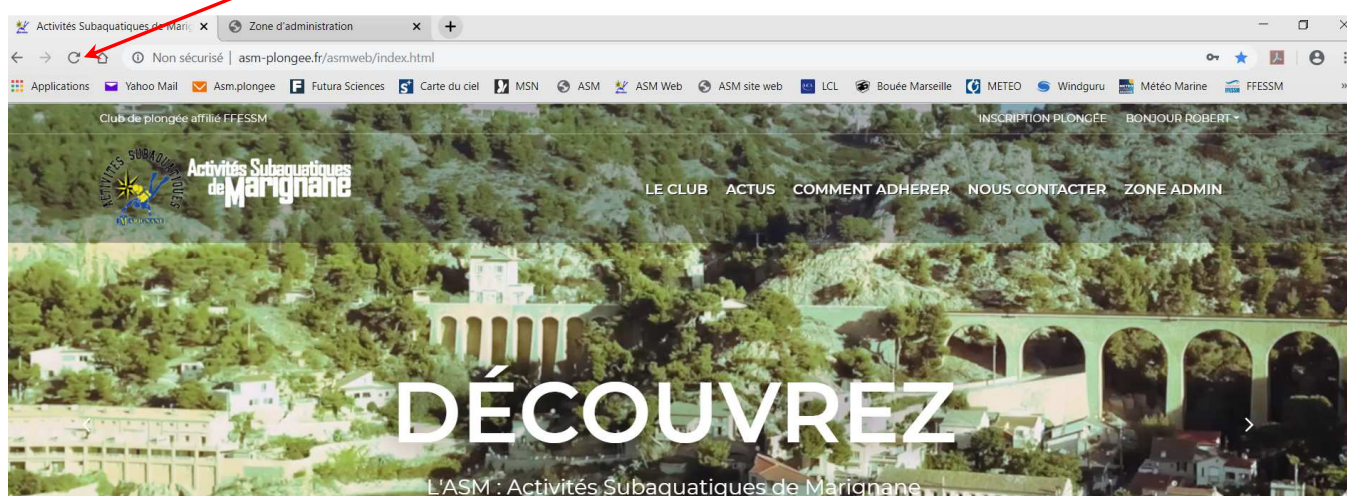 Activités Subaquatiques de Marig
Zone d'administration
Non sécurisé | asm-plongee.fr/asmweb/index.html
Applications Yahoo Mail Asm.plongee Futura Sciences Carte du ciel MSN ASM ASM Web ASM site web LCL Bouée Marseille METEO Windguru Météo Marine FFESSM »
Club de plongée affilié FFESSM INSCRIPTION PLONGÉE BONJOUR ROBERT
ACTIVITÉS SUBAQUATIQUES
MARIGNANE
Activités Subaquatiques
de Marignane
LE CLUB ACTUS COMMENT ADHERER NOUS CONTACTER ZONE ADMIN
DÉCOUVREZ
L'ASM : Activités Subaquatiques de Marignane